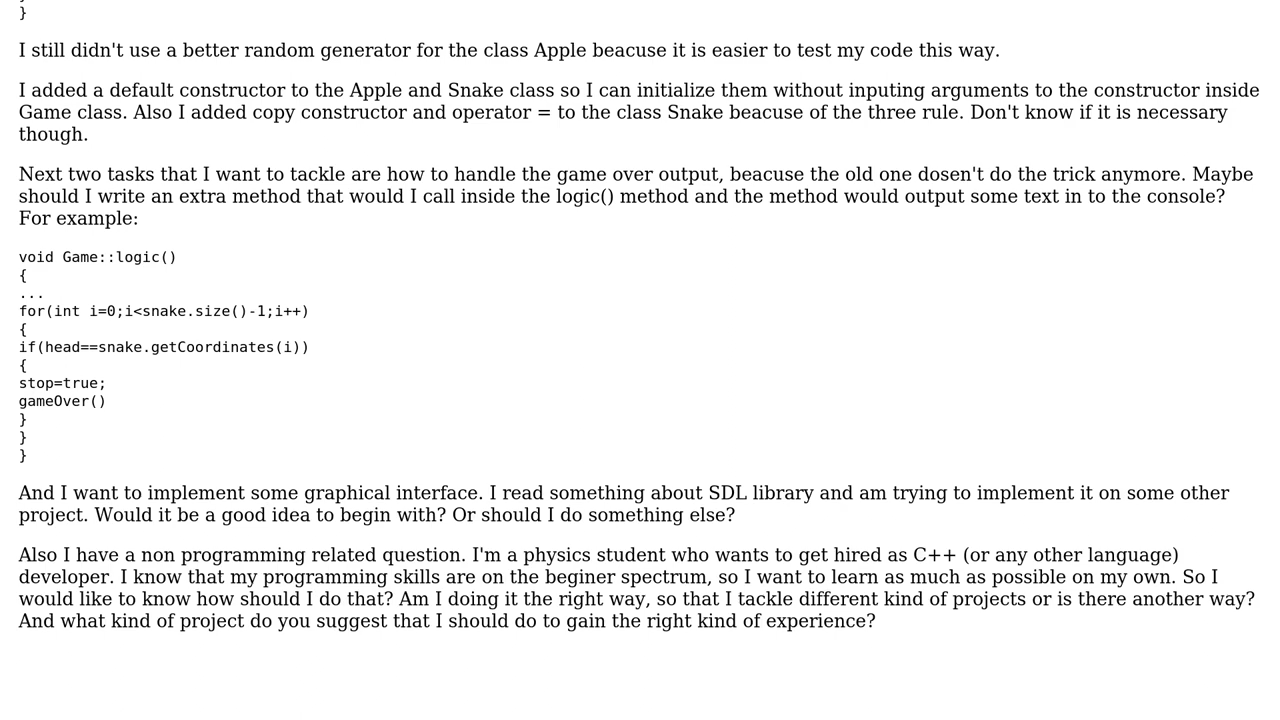 }
I still didn't use a better random generator for the class Apple beacuse it is easier to test my code this way.
I added a default constructor to the Apple and Snake class so I can initialize them without inputing arguments to the constructor inside
Game class. Also I added copy constructor and operator = to the class Snake beacuse of the three rule. Don't know if it is necessary
though.
Next two tasks that I want to tackle are how to handle the game over output, beacuse the old one dosen't do the trick anymore. Maybe
should I write an extra method that would I call inside the logic() method and the method would output some text in to the console?
For example:
void Game::logic()
{
...
for(int i=0;i<snake.size()-1;i++)
{
if(head==snake.getCoordinates(i))
{
stop=true;
gameOver()
}
}
}
And I want to implement some graphical interface. I read something about SDL library and am trying to implement it on some other
project. Would it be a good idea to begin with? Or should I do something else?
Also I have a non programming related question. I'm a physics student who wants to get hired as C++ (or any other language)
developer. I know that my programming skills are on the beginer spectrum, so I want to learn as much as possible on my own. So I
would like to know how should I do that? Am I doing it the right way, so that I tackle different kind of projects or is there another way?
And what kind of project do you suggest that I should do to gain the right kind of experience?